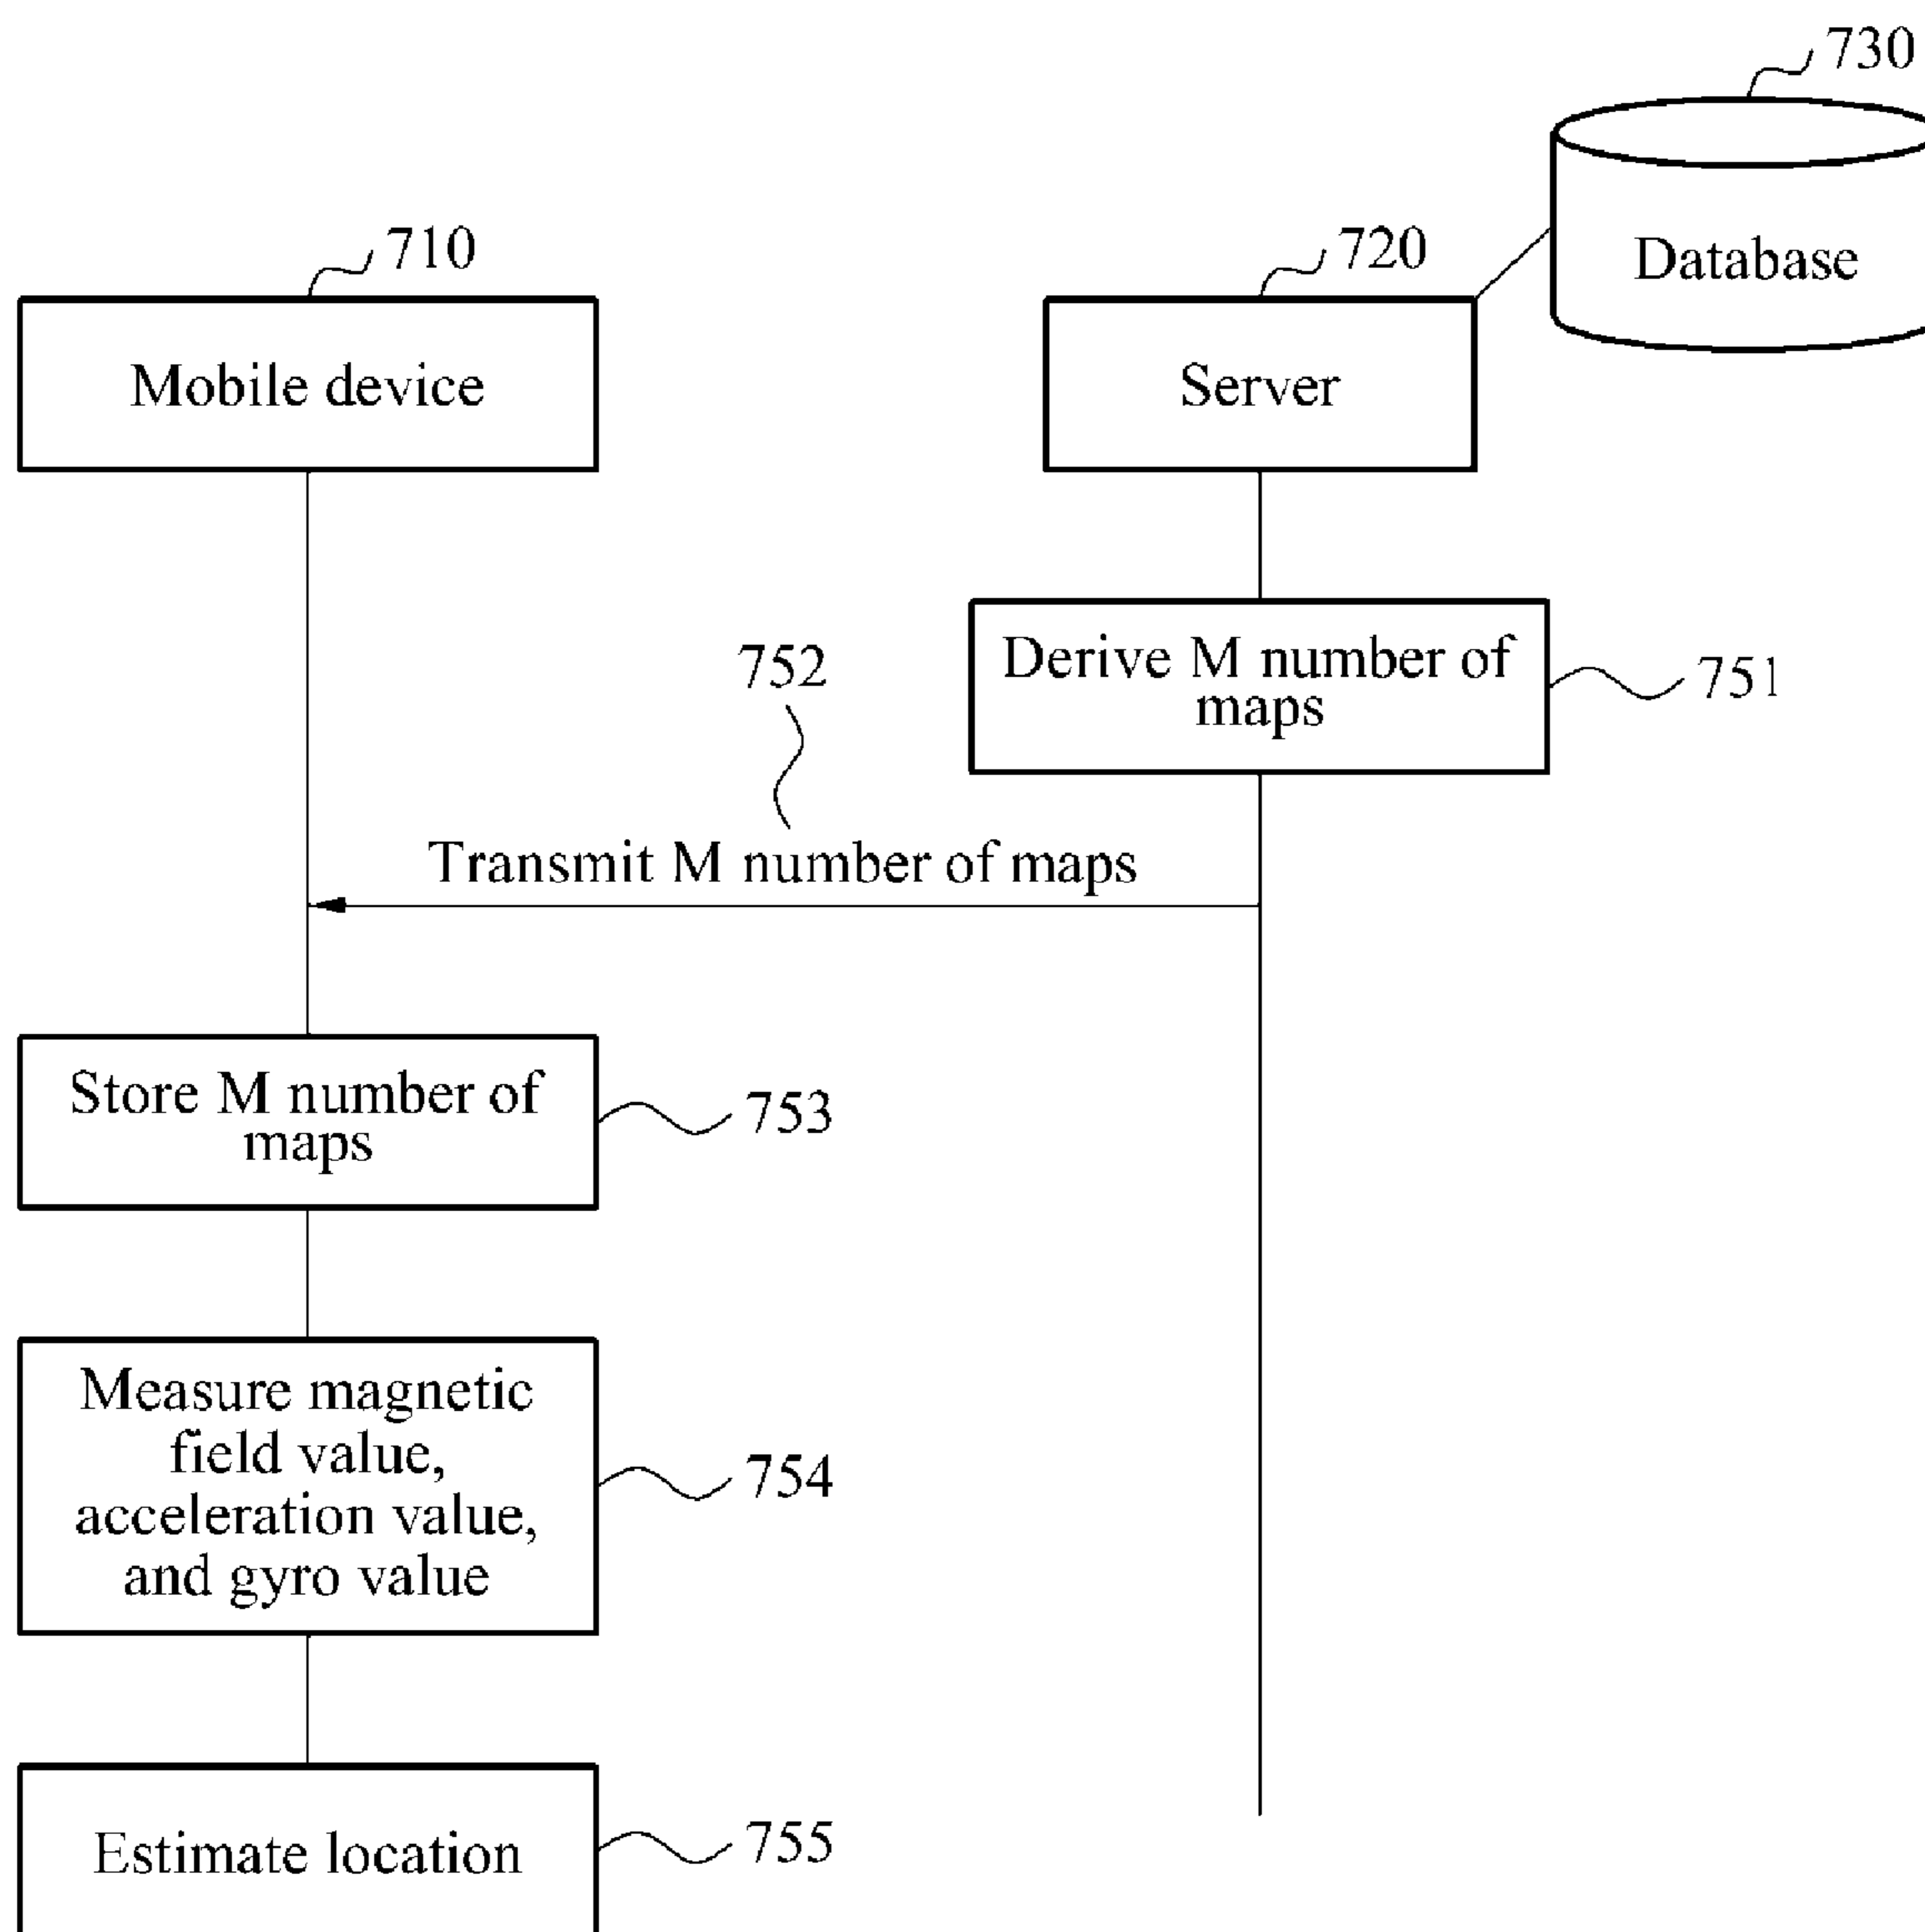 730
Database
710
720
Mobile device
Server
Derive M number of
maps
751
752
Transmit M number of maps
Store M number of
maps
753
Measure magnetic
field value,
acceleration value,
and gyro value
754
Estimate location
755